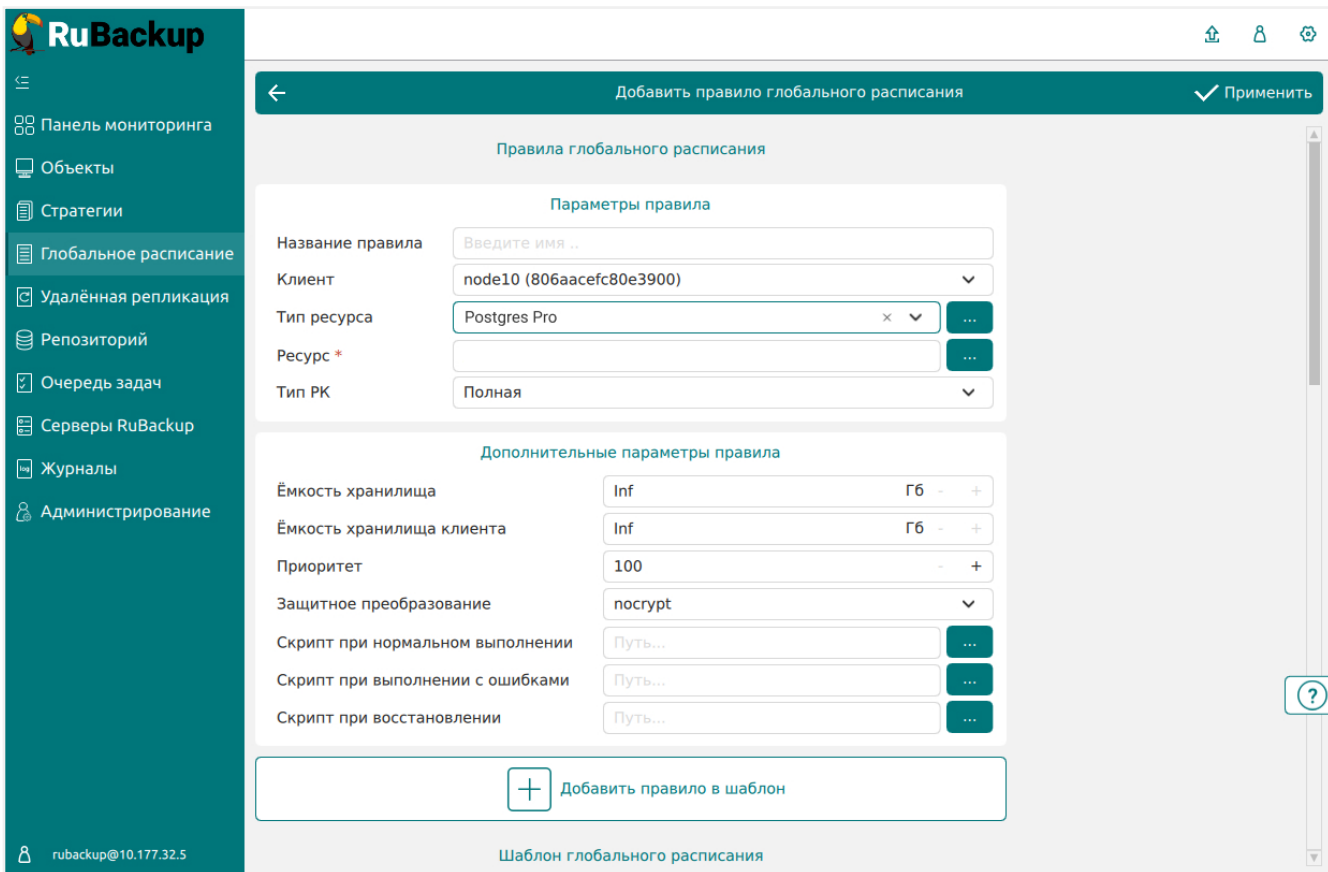 RuBackup
Добавить правило глобального расписания
Применить
Панель мониторинга
Объекты
Стратегии
Глобальное расписание
Удалённая репликация
Репозиторий
Очередь задач
Серверы RuBackup
log Журналы
Администрирование
rubackup@10.177.32.5
Правила глобального расписания
Параметры правила
Название правила Введите имя ..
Клиент node10 (806aacefc80e3900)
Тип ресурса Postgres Pro × ...
Ресурс * ...
Тип РК Полная
Дополнительные параметры правила
Ёмкость хранилища Inf Гб - +
Ёмкость хранилища клиента Inf Гб - +
Приоритет 100 - +
Защитное преобразование nocrypt
Скрипт при нормальном выполнении Путь... ...
Скрипт при выполнении с ошибками Путь... ...
Скрипт при восстановлении Путь... ...
?
Добавить правило в шаблон
Шаблон глобального расписания